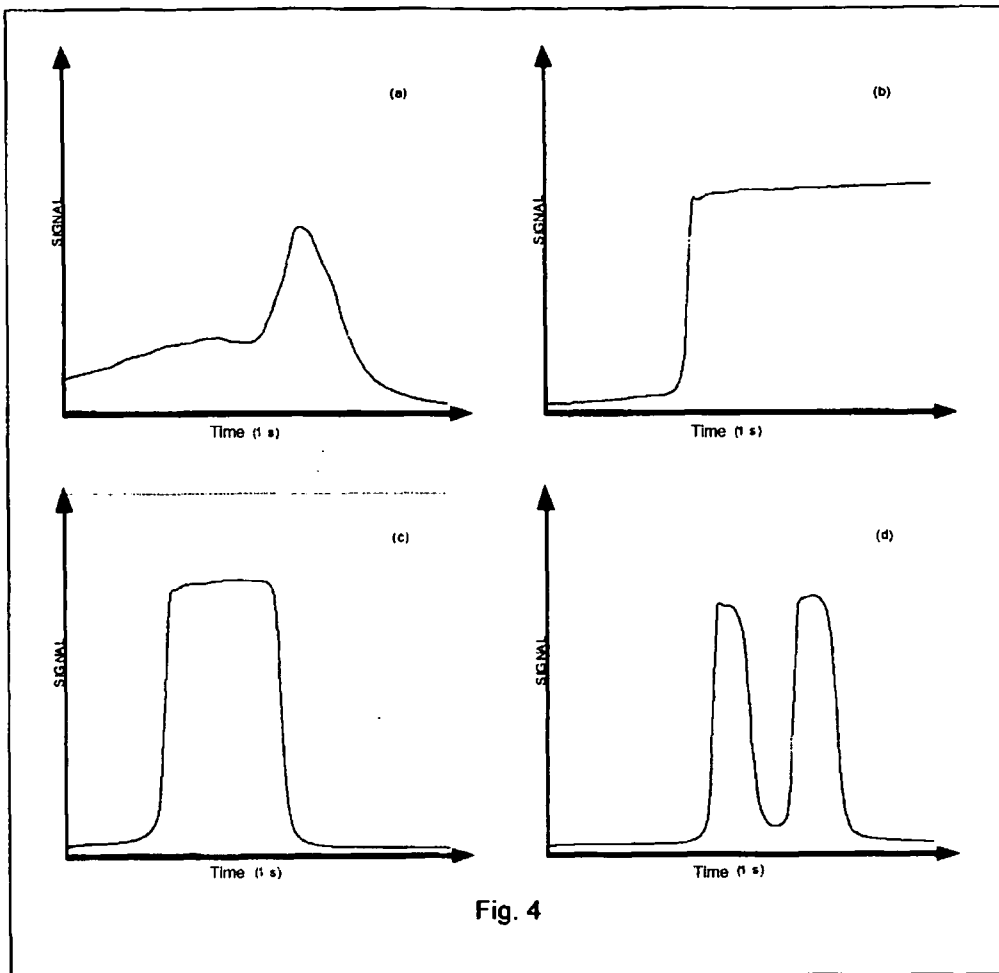 (a)
SIGNAL
Time (1 s)
(b)
SIGNAL
Time (1 s)
(c)
SIGNAL
Time (1 s)
(d)
SIGNAL
Time (1 s)
Fig. 4